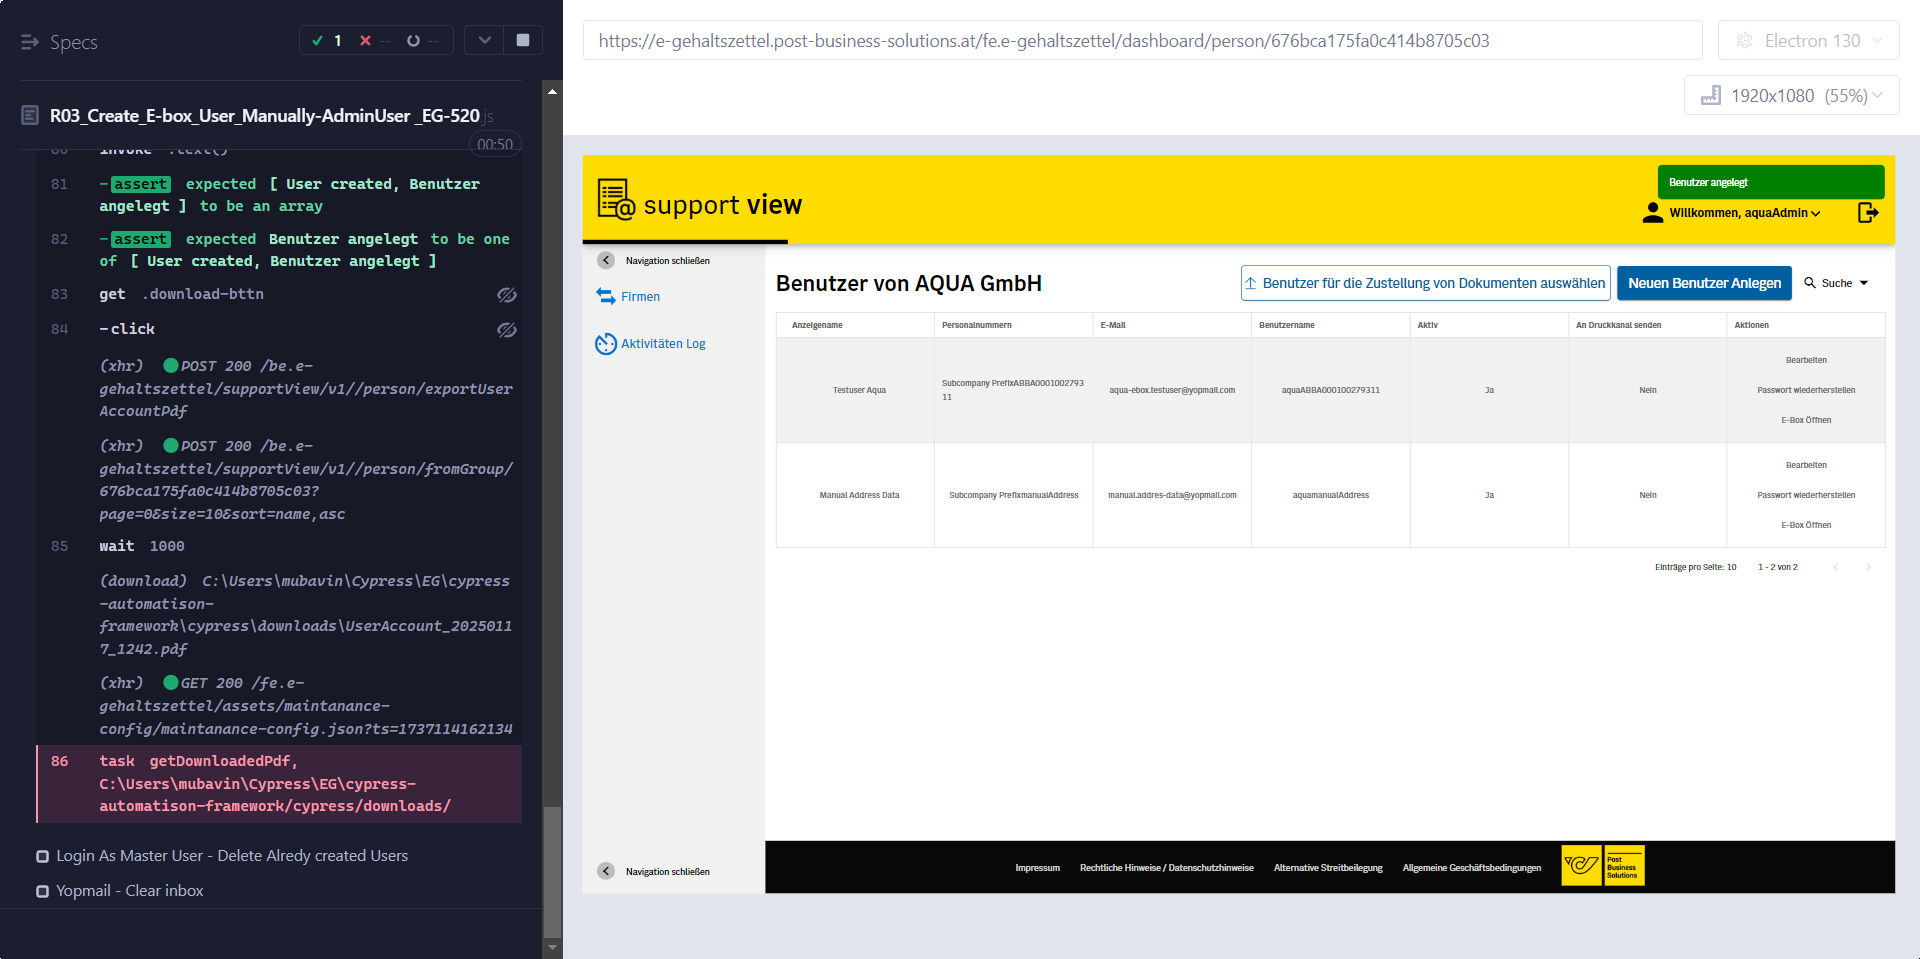 Specs
1
--
--
R03_Create_E-box_User_Manually-AdminUser _EG-520.js
00:50
81 -assert expected [ User created, Benutzer
angelegt ] to be an array
82 -assert expected Benutzer angelegt to be one
of [ User created, Benutzer angelegt ]
83 get .download-bttn
84 -click
(xhr) POST 200 /be.e-
gehaltszettel/supportView/v1//person/exportUser
AccountPdf
(xhr) POST 200 /be.e-
gehaltszettel/supportView/v1//person/fromGroup/
676bca175fa0c414b8705c03?
page=0&size=10&sort=name,asc
85 wait 1000
(download) C:\Users\mubavin\Cypress\EG\cypress
-automatison-
framework\cypress\downloads\UserAccount_2025011
7_1242.pdf
(xhr) GET 200 /fe.e-
gehaltszettel/assets/maintanance-
config/maintanance-config.json?ts=1737114162134
86 task getDownloadedPdf,
C:\Users\mubavin\Cypress\EG\cypress-
automatison-framework/cypress/downloads/
Login As Master User - Delete Alredy created Users
Yopmail - Clear inbox
https://e-gehaltszettel.post-business-solutions.at/fe.e-gehaltszettel/dashboard/person/676bca175fa0c414b8705c03
Electron 130
1920x1080 (55%)
support view
Benutzer angelegt
Willkommen, aquaAdmin
Navigation schließen
Firmen
Aktivitäten Log
Navigation schließen
Benutzer von AQUA GmbH
Benutzer für die Zustellung von Dokumenten auswählen
Neuen Benutzer Anlegen
Suche
Anzeigename Personalnummern E-Mail Benutzername Aktiv An Druckkanal senden Aktionen
Testuser Aqua
Subcompany PrefixABBA0001002793
11
aqua-ebox.testuser@yopmail.com
aquaABBA000100279311
Ja
Nein
Bearbeiten
Passwort wiederherstellen
E-Box Öffnen
Manual Address Data
Subcompany PrefixmanualAddress
manual.addres-data@yopmail.com
aquamanualAddress
Ja
Nein
Bearbeiten
Passwort wiederherstellen
E-Box Öffnen
Einträge pro Seite: 10 1 - 2 von 2
Impressum Rechtliche Hinweise / Datenschutzhinweise Alternative Streitbeilegung Allgemeine Geschäftsbedingungen
Post
Business
Solutions